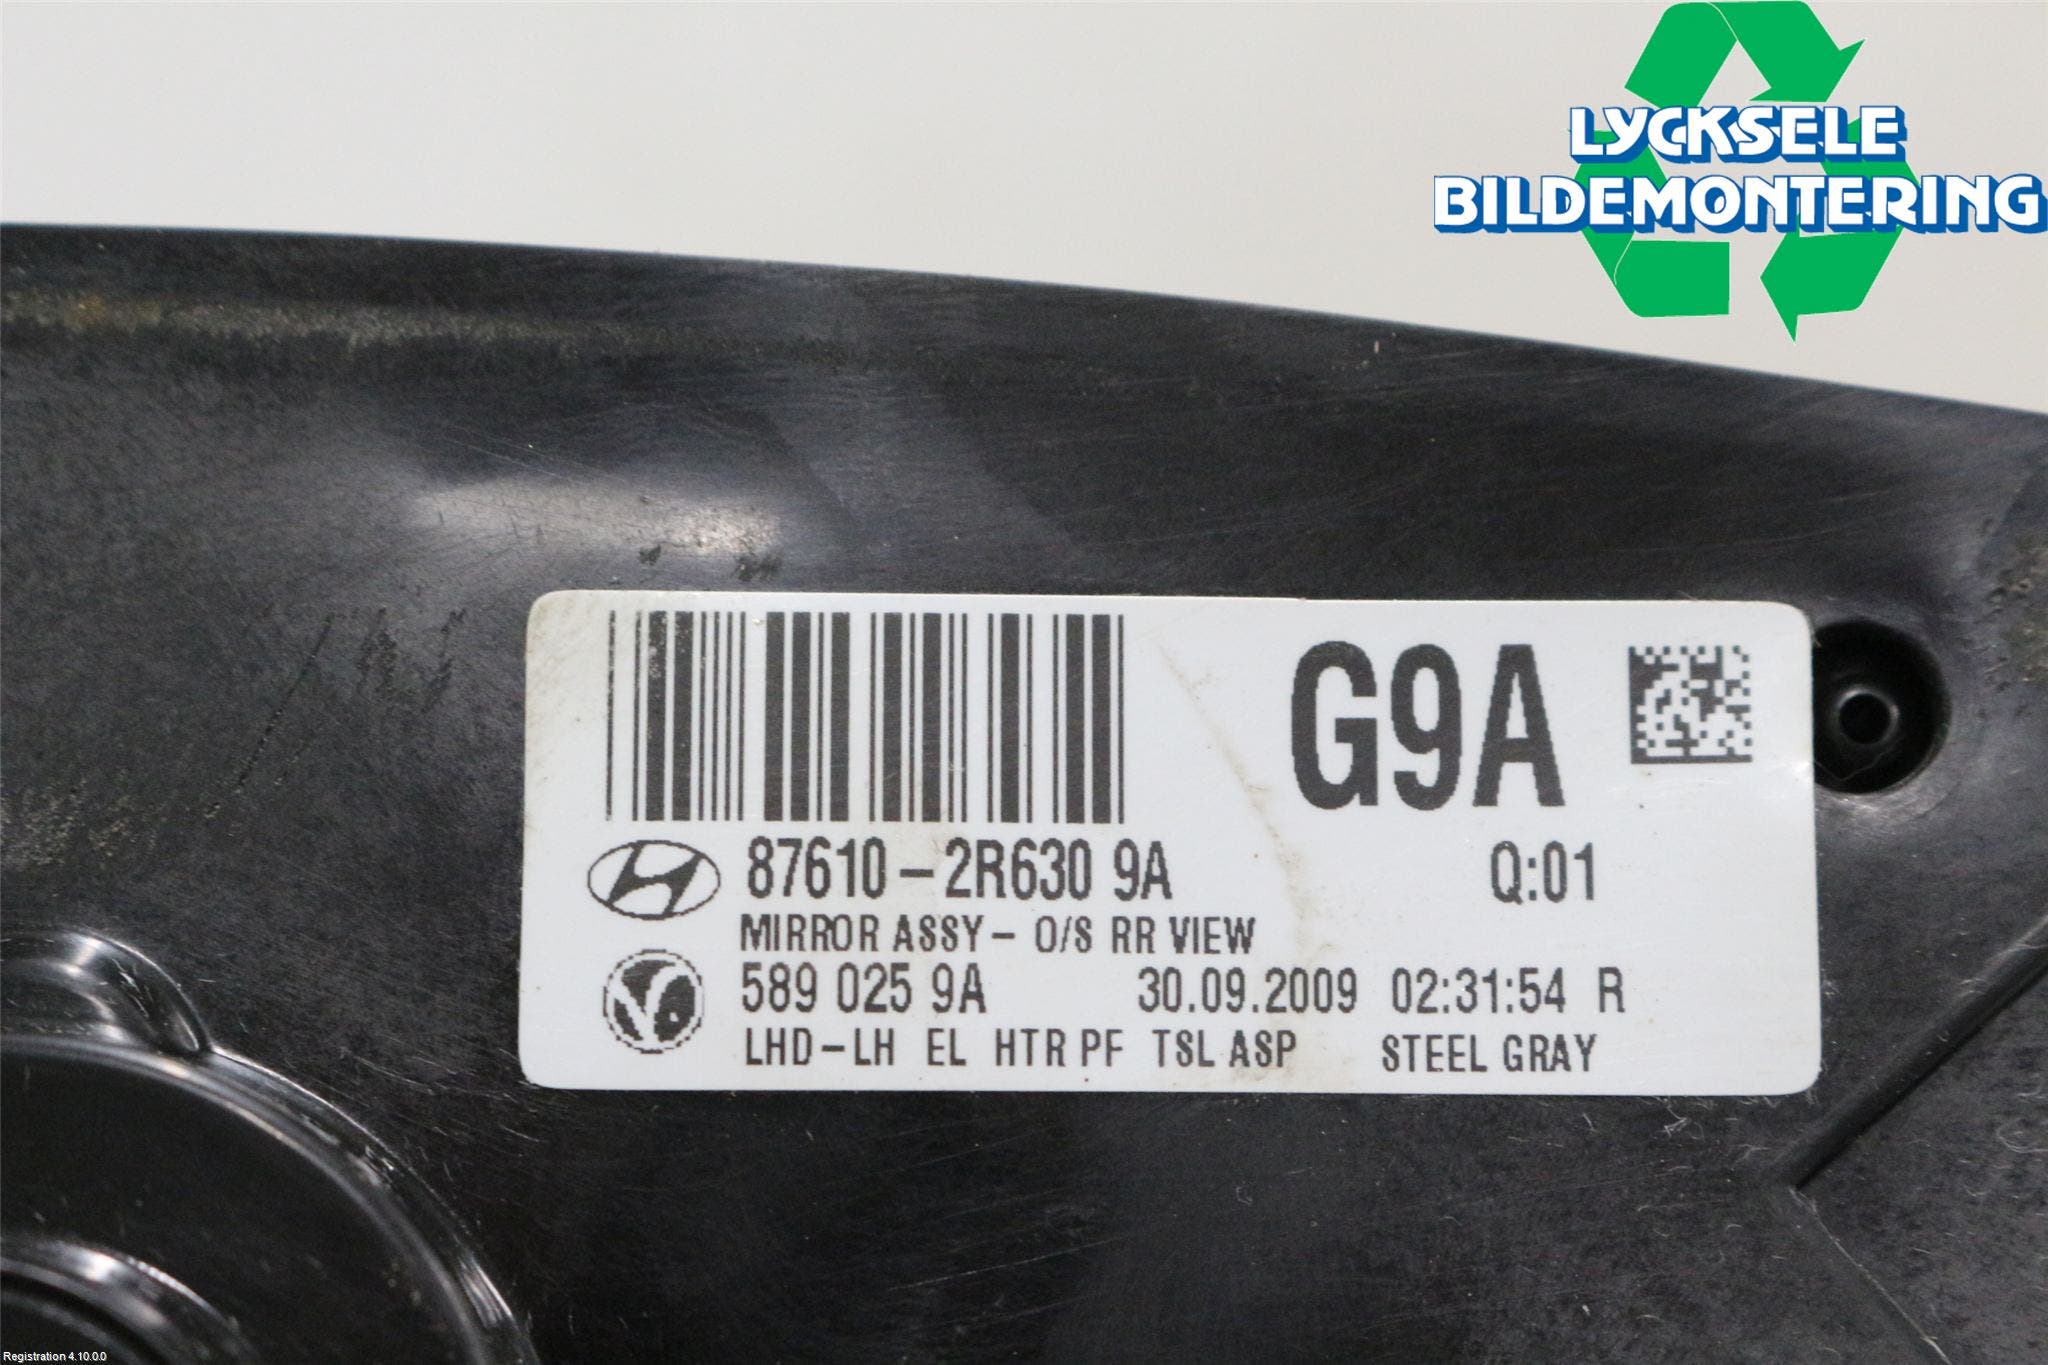 LYCKSELE
BILDEMONTERING
G9A
87610-2R630 9A Q:01
MIRROR ASSY- O/S RR VIEW
589 025 9A 30.09.2009 02:31:54 R
LHD-LH EL HTR PF TSL ASP STEEL GRAY
Registration 4.10.0.0